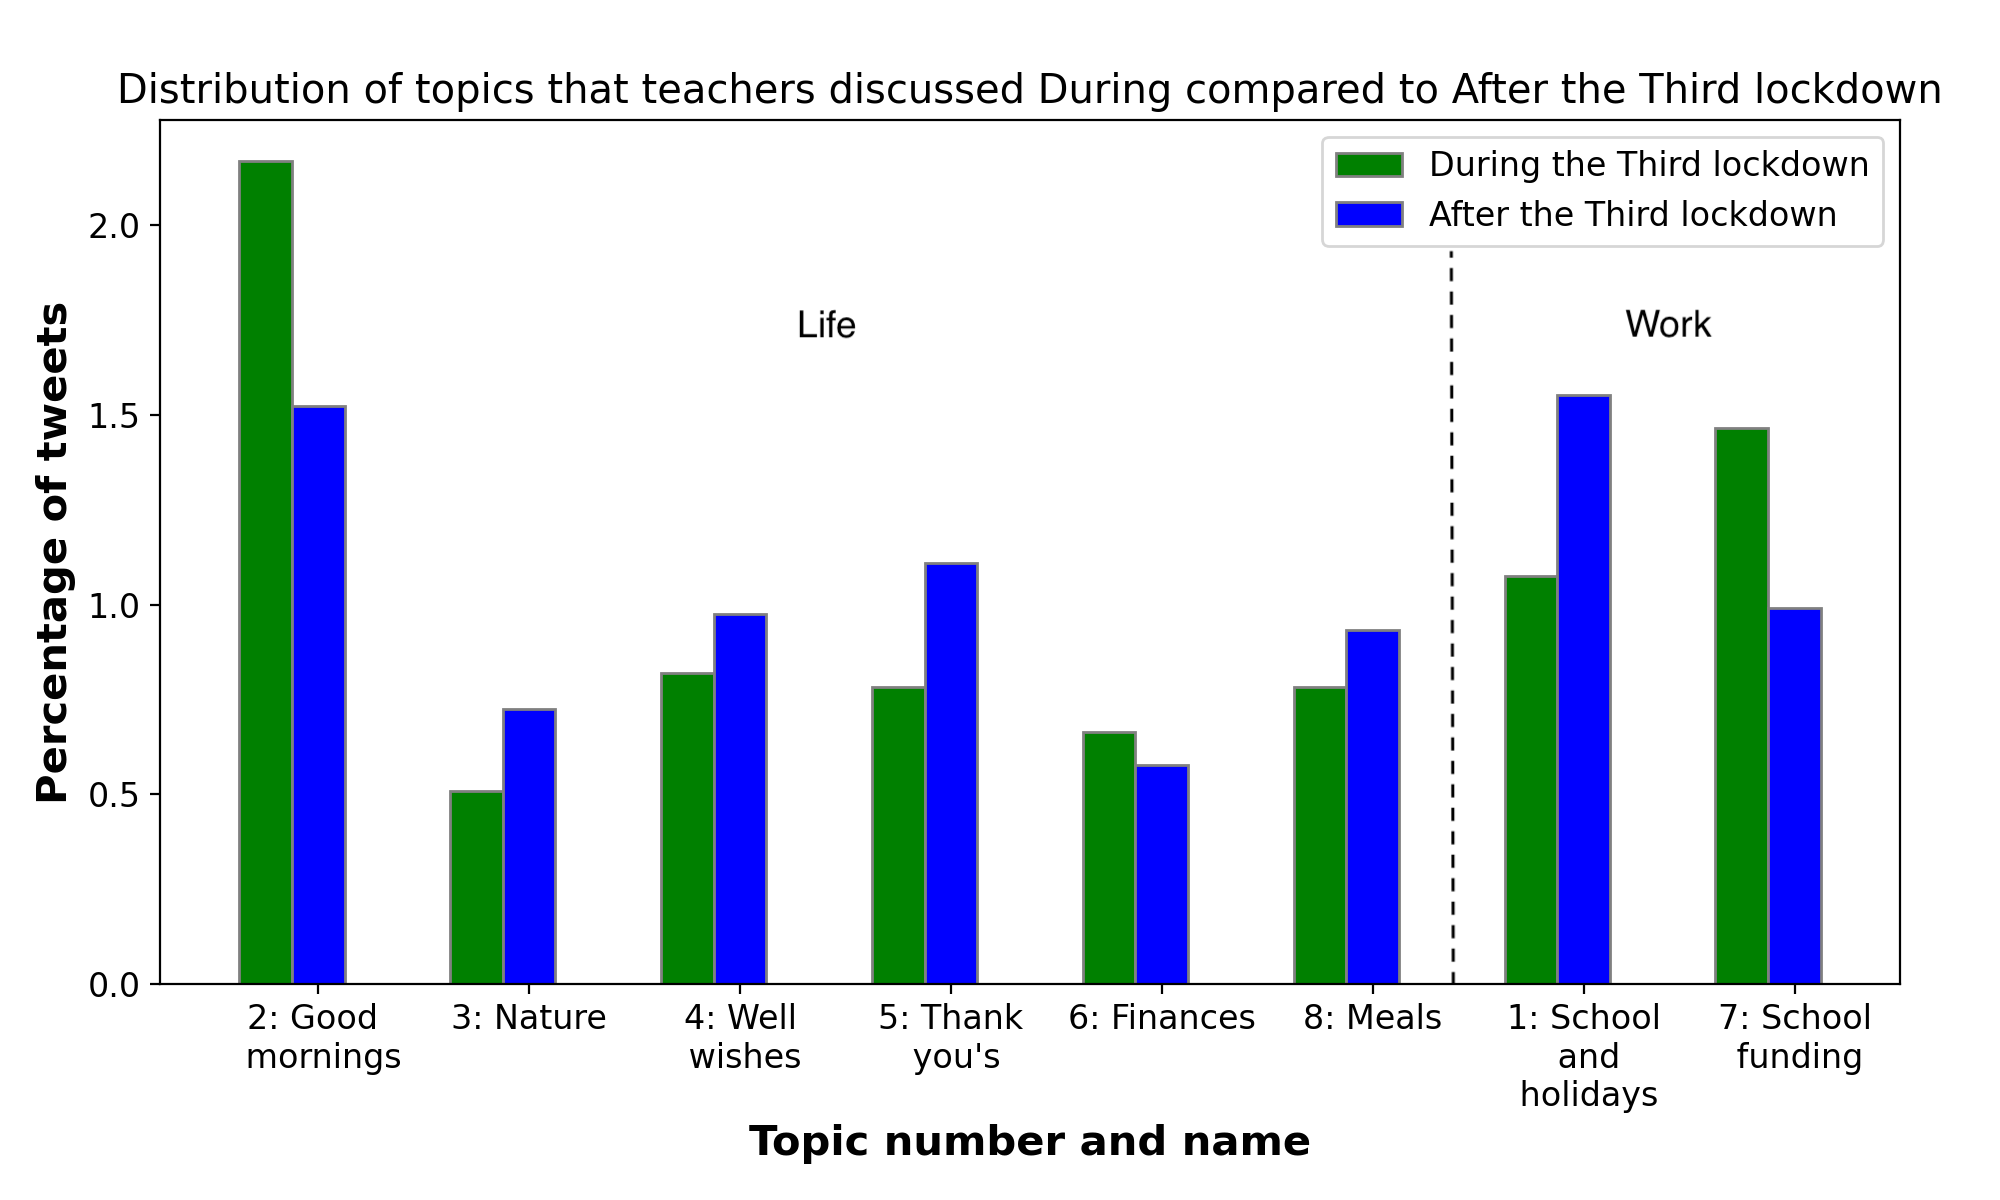 Distribution of topics that teachers discussed During compared to After the Third lockdown
During the Third lockdown
After the Third lockdown
Life
Work
Percentage of tweets
2.0
1.5
1.0
0.5
0.0
2: Good
mornings
3: Nature
4: Well
wishes
5: Thank
you's
6: Finances
8: Meals
1: School
and
holidays
7: School
funding
Topic number and name